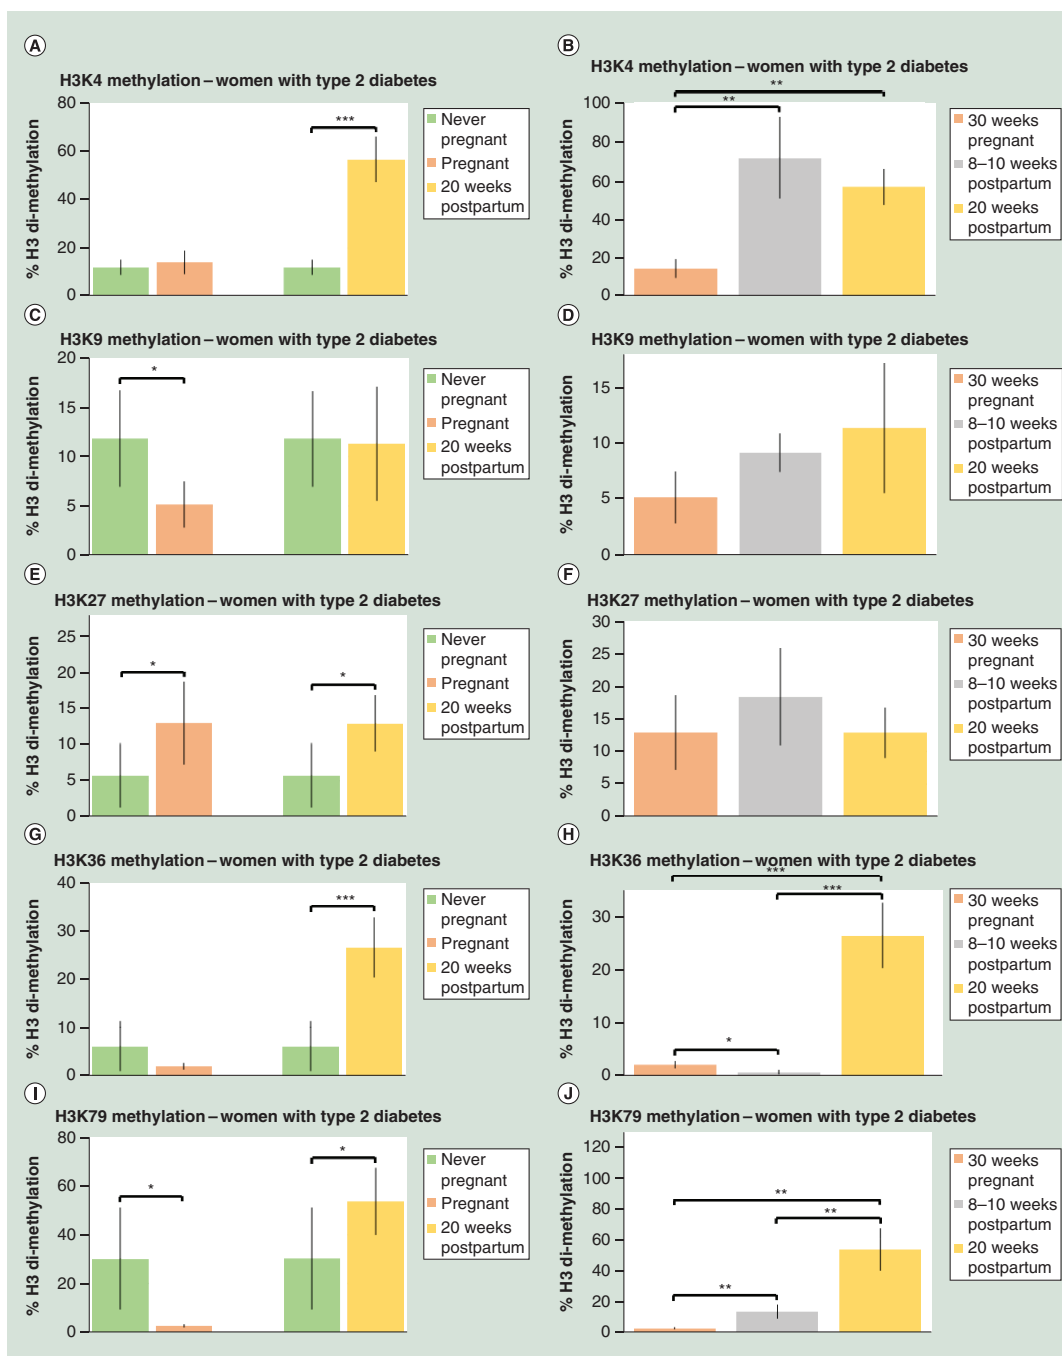 A
H3K4 methylation – women with type 2 diabetes
% H3 di-methylation
80
60
40
20
0
***
Never
pregnant
Pregnant
20 weeks
postpartum
B
H3K4 methylation – women with type 2 diabetes
% H3 di-methylation
100
80
60
40
20
0
**
**
30 weeks
pregnant
8–10 weeks
postpartum
20 weeks
postpartum
C
H3K9 methylation – women with type 2 diabetes
% H3 di-methylation
20
15
10
5
0
*
Never
pregnant
Pregnant
20 weeks
postpartum
D
H3K9 methylation – women with type 2 diabetes
% H3 di-methylation
15
10
5
0
30 weeks
pregnant
8–10 weeks
postpartum
20 weeks
postpartum
E
H3K27 methylation – women with type 2 diabetes
% H3 di-methylation
25
20
15
10
5
0
*
*
Never
pregnant
Pregnant
20 weeks
postpartum
F
H3K27 methylation – women with type 2 diabetes
% H3 di-methylation
30
25
20
15
10
5
0
30 weeks
pregnant
8–10 weeks
postpartum
20 weeks
postpartum
G
H3K36 methylation – women with type 2 diabetes
% H3 di-methylation
40
30
20
10
0
***
Never
pregnant
Pregnant
20 weeks
postpartum
H
H3K36 methylation – women with type 2 diabetes
% H3 di-methylation
30
20
10
0
***
***
*
30 weeks
pregnant
8–10 weeks
postpartum
20 weeks
postpartum
I
H3K79 methylation – women with type 2 diabetes
% H3 di-methylation
80
60
40
20
0
*
*
Never
pregnant
Pregnant
20 weeks
postpartum
J
H3K79 methylation – women with type 2 diabetes
% H3 di-methylation
120
100
80
60
40
20
0
**
**
**
30 weeks
pregnant
8–10 weeks
postpartum
20 weeks
postpartum